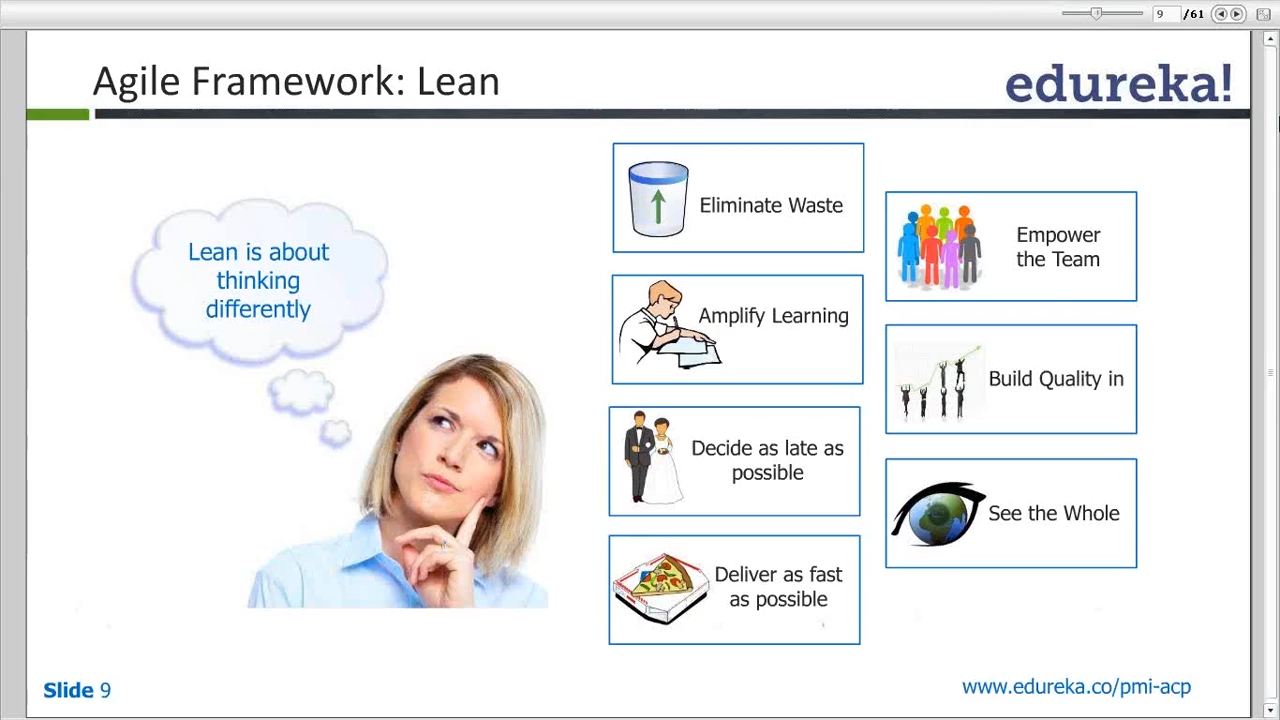 9 /61
Agile Framework: Lean
edureka!
Lean is about
thinking
differently
Eliminate Waste
Amplify Learning
Decide as late as
possible
Deliver as fast
as possible
Empower
the Team
Build Quality in
See the Whole
Slide 9
www.edureka.co/pmi-acp